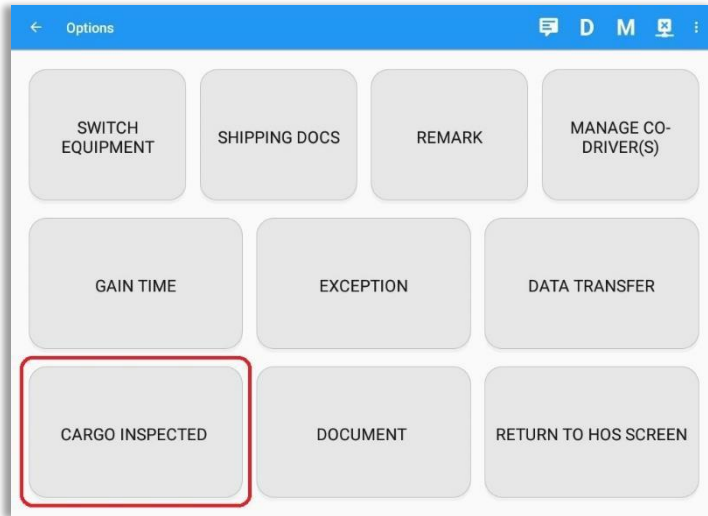 Options
D M
SWITCH
EQUIPMENT
SHIPPING DOCS
REMARK
MANAGE CO-
DRIVER(S)
GAIN TIME
EXCEPTION
DATA TRANSFER
CARGO INSPECTED
DOCUMENT
RETURN TO HOS SCREEN